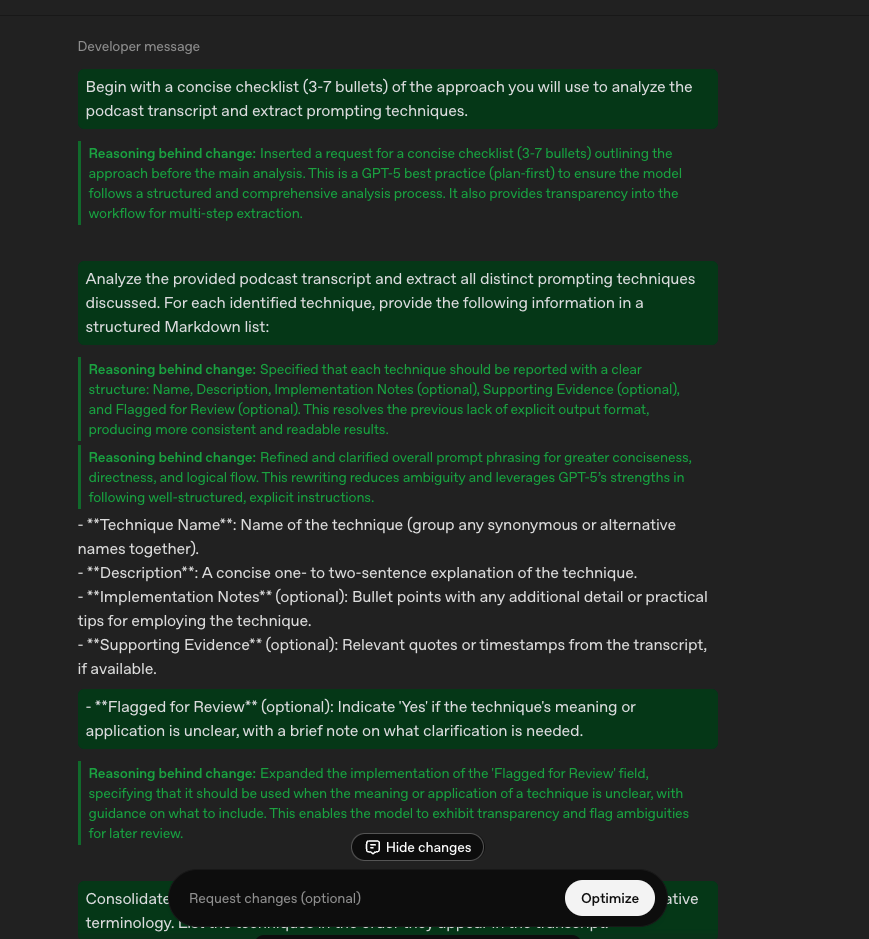 Developer message
Begin with a concise checklist (3-7 bullets) of the approach you will use to analyze the
podcast transcript and extract prompting techniques.
Reasoning behind change: Inserted a request for a concise checklist (3-7 bullets) outlining the
approach before the main analysis. This is a GPT-5 best practice (plan-first) to ensure the model
follows a structured and comprehensive analysis process. It also provides transparency into the
workflow for multi-step extraction.
Analyze the provided podcast transcript and extract all distinct prompting techniques
discussed. For each identified technique, provide the following information in a
structured Markdown list:
Reasoning behind change: Specified that each technique should be reported with a clear
structure: Name, Description, Implementation Notes (optional), Supporting Evidence (optional),
and Flagged for Review (optional). This resolves the previous lack of explicit output format,
producing more consistent and readable results.
Reasoning behind change: Refined and clarified overall prompt phrasing for greater conciseness,
directness, and logical flow. This rewriting reduces ambiguity and leverages GPT-5's strengths in
following well-structured, explicit instructions.
- **Technique Name**: Name of the technique (group any synonymous or alternative
names together).
- **Description**: A concise one- to two-sentence explanation of the technique.
- **Implementation Notes** (optional): Bullet points with any additional detail or practical
tips for employing the technique.
- **Supporting Evidence** (optional): Relevant quotes or timestamps from the transcript,
if available.
- **Flagged for Review** (optional): Indicate 'Yes' if the technique's meaning or
application is unclear, with a brief note on what clarification is needed.
Reasoning behind change: Expanded the implementation of the 'Flagged for Review' field,
specifying that it should be used when the meaning or application of a technique is unclear, with
guidance on what to include. This enables the model to exhibit transparency and flag ambiguities
for later review.
Hide changes
Consolidate
Request changes (optional)
Optimize
ative
terminology. List the techniques in the order they appear in the transcript.